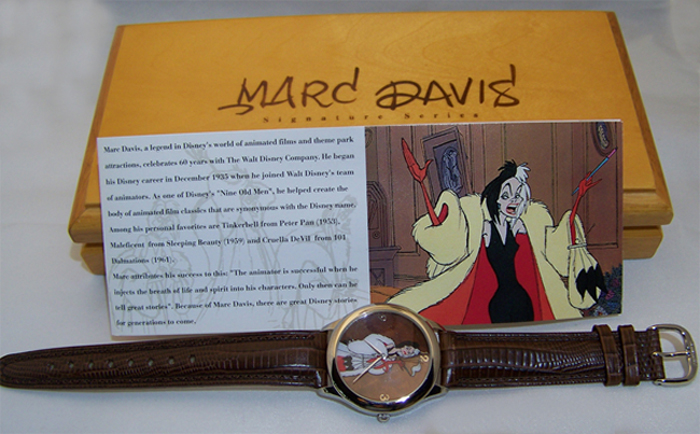 MARC DAVIS
Signature Series
Marc Davis, a legend in Disney's world of animated films and theme park
attractions, celebrates 60 years with The Walt Disney Company. He began
his Disney career in December 1935 when he joined Walt Disney's team
of animators. As one of Disney's "Nine Old Men", he helped create the
body of animated film classics that are synonymous with the Disney name.
Among his personal favorites are Tinkerbell from Peter Pan (1953),
Maleficent from Sleeping Beauty (1959) and Cruella DeVil from 101
Dalmations (1961).
Marc attributes his success to this: "The animator is successful when he
injects the breath of life and spirit into his characters. Only then can he
tell great stories". Because of Marc Davis, there are great Disney stories
for generations to come.